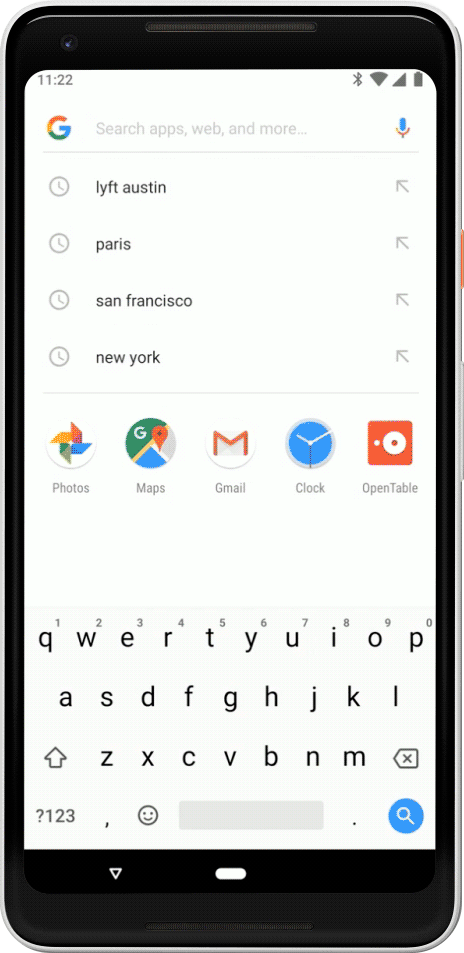 11:22
G Search apps, web, and more...
lyft austin
paris
san francisco
new york
G
Photos Maps Gmail Clock OpenTable
1 2 3 4 5 6 7 8 9 0
q w e r t y u i o p
a s d f g h j k l
z x c v b n m
?123 , .